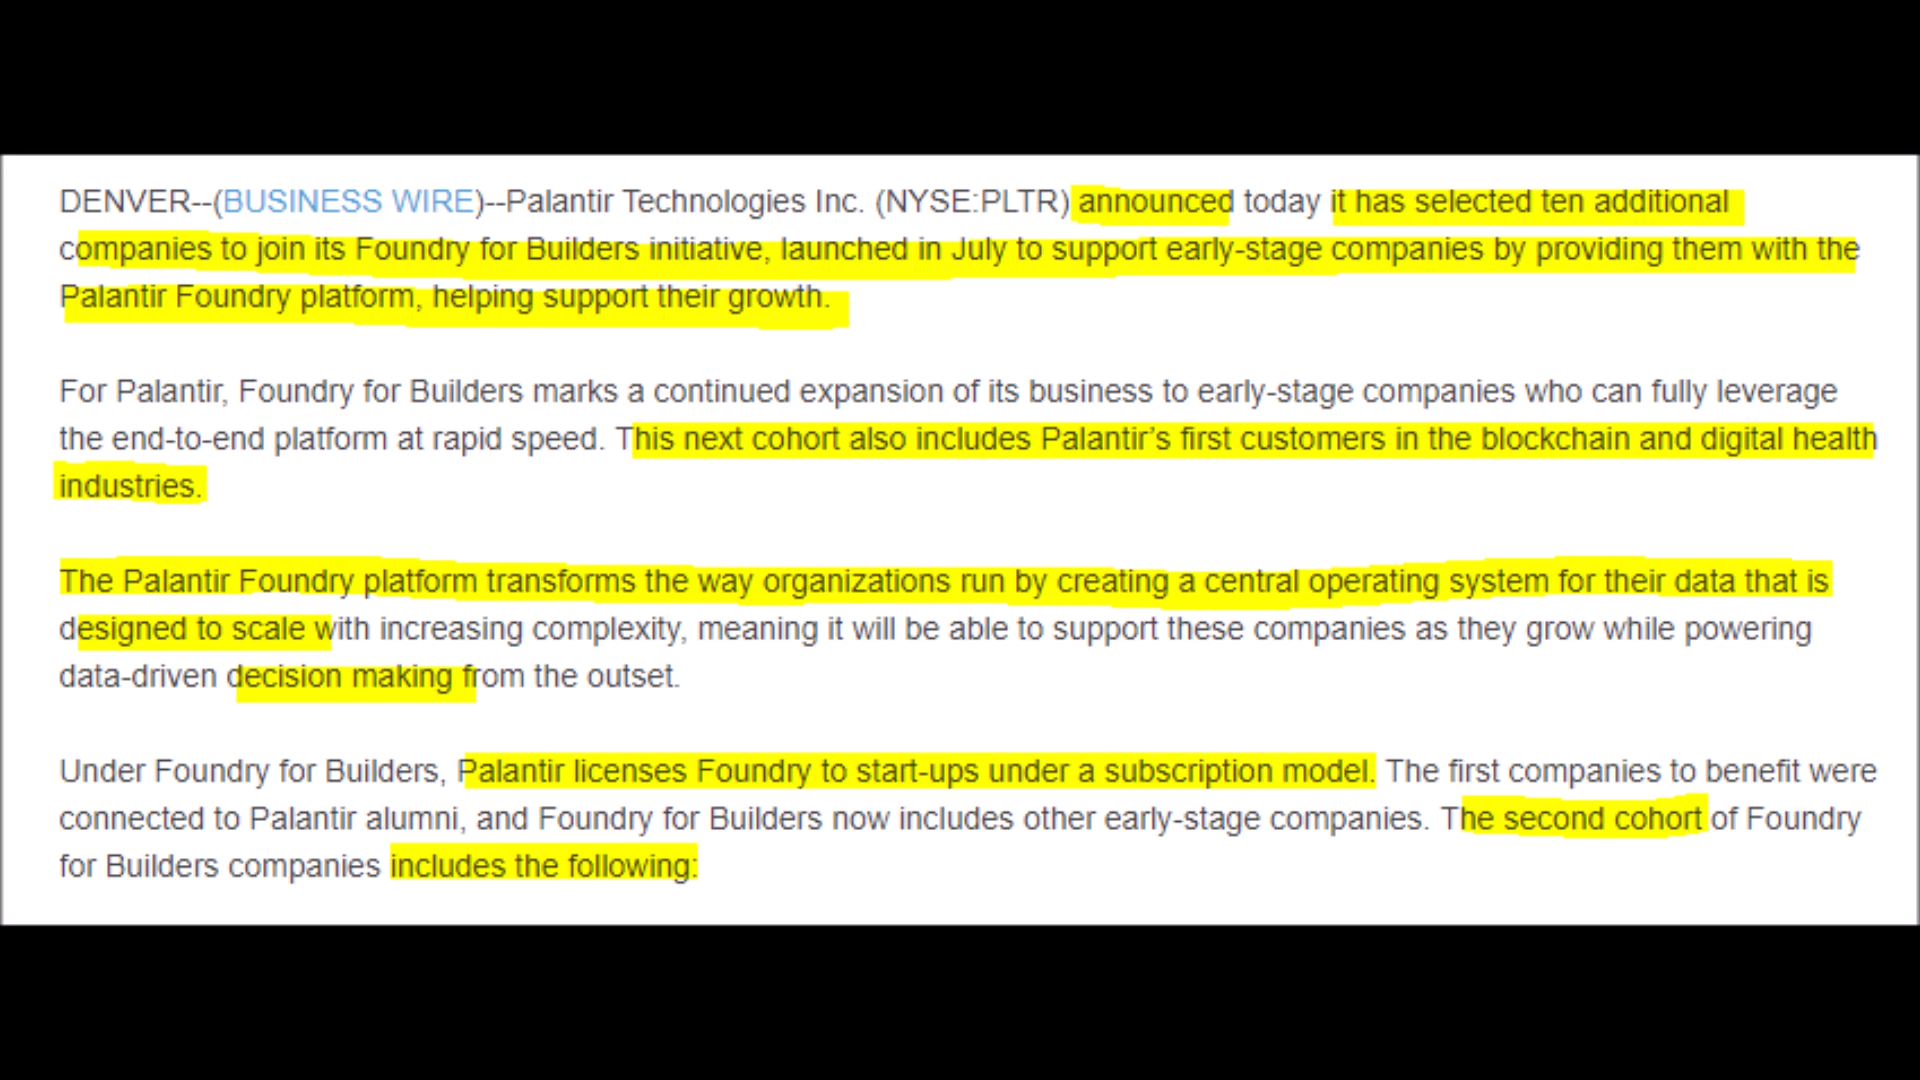 DENVER--(BUSINESS WIRE)--Palantir Technologies Inc. (NYSE:PLTR) announced today it has selected ten additional
companies to join its Foundry for Builders initiative, launched in July to support early-stage companies by providing them with the
Palantir Foundry platform, helping support their growth.
For Palantir, Foundry for Builders marks a continued expansion of its business to early-stage companies who can fully leverage
the end-to-end platform at rapid speed. This next cohort also includes Palantir’s first customers in the blockchain and digital health
industries.
The Palantir Foundry platform transforms the way organizations run by creating a central operating system for their data that is
designed to scale with increasing complexity, meaning it will be able to support these companies as they grow while powering
data-driven decision making from the outset.
Under Foundry for Builders, Palantir licenses Foundry to start-ups under a subscription model. The first companies to benefit were
connected to Palantir alumni, and Foundry for Builders now includes other early-stage companies. The second cohort of Foundry
for Builders companies includes the following: